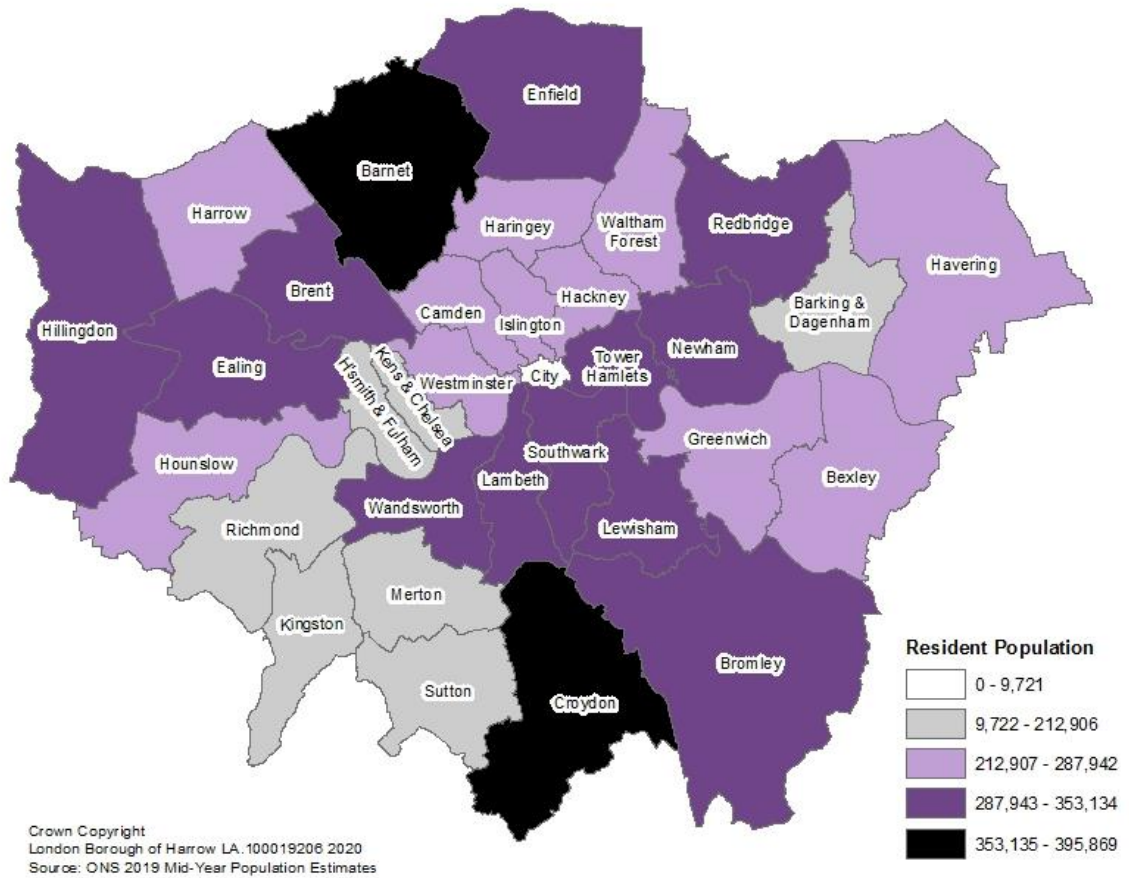 Enfield
Barnet
Harrow
Haringey
Waltham
Forest
Redbridge
Havering
Brent
Hillingdon
Camden
Islington
Hackney
Barking &
Dagenham
Ealing
Kens & Chelsea
H'smith & Fulham
Westminster
City
Tower
Hamlets
Newham
Hounslow
Greenwich
Southwark
Bexley
Lambeth
Wandsworth
Richmond
Lewisham
Merton
Kingston
Sutton
Croydon
Bromley
Resident Population
0 - 9,721
9,722 - 212,906
212,907 - 287,942
287,943 - 353,134
353,135 - 395,869
Crown Copyright
London Borough of Harrow LA.100019206 2020
Source: ONS 2019 Mid-Year Population Estimates